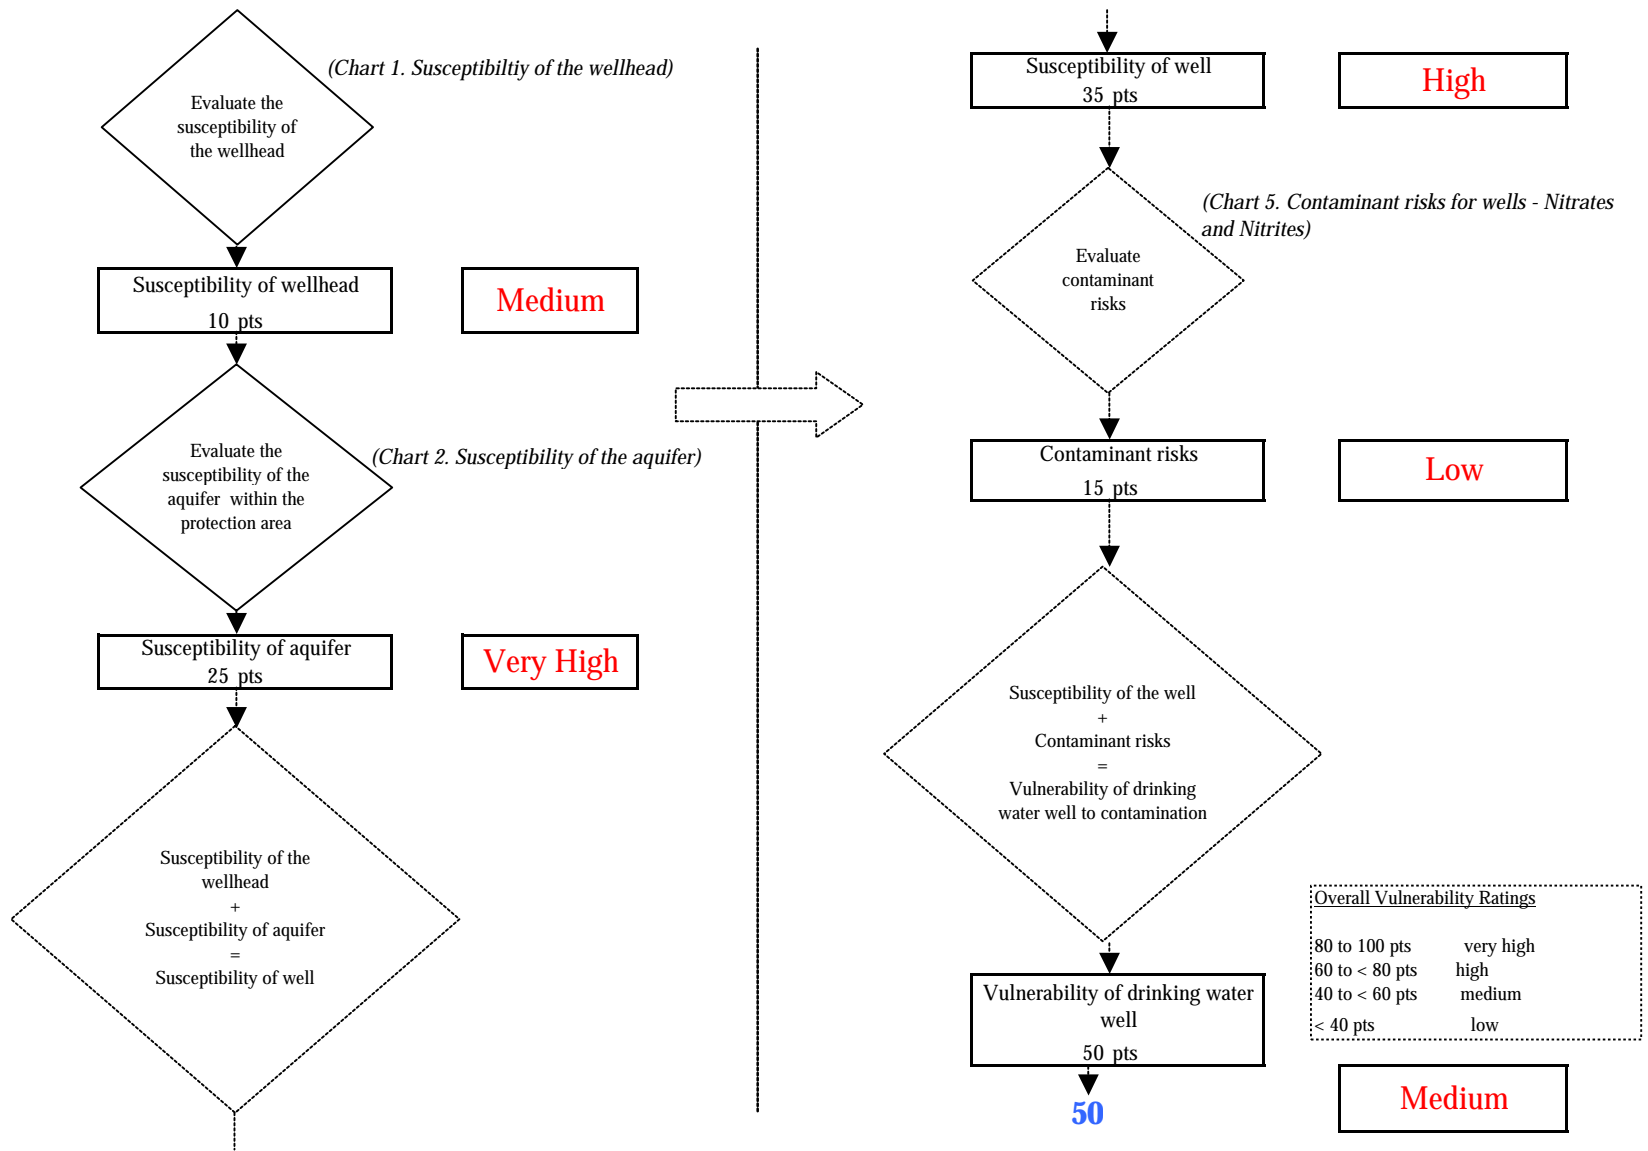 (Chart 1. Susceptibiltiy of the wellhead)
Evaluate the
susceptibility of
the wellhead
Susceptibility of wellhead
10 pts
Medium
Evaluate the
susceptibility of the
aquifer within the
protection area
(Chart 2. Susceptibility of the aquifer)
Susceptibility of aquifer
25 pts
Very High
Susceptibility of the
wellhead
+
Susceptibility of aquifer
=
Susceptibility of well
Susceptibility of well
35 pts
High
(Chart 5. Contaminant risks for wells - Nitrates
and Nitrites)
Evaluate
contaminant
risks
Contaminant risks
15 pts
Low
Susceptibility of the well
+
Contaminant risks
=
Vulnerability of drinking
water well to contamination
Overall Vulnerability Ratings
80 to 100 pts very high
60 to < 80 pts high
40 to < 60 pts medium
< 40 pts low
Vulnerability of drinking water
well
50 pts
50
Medium